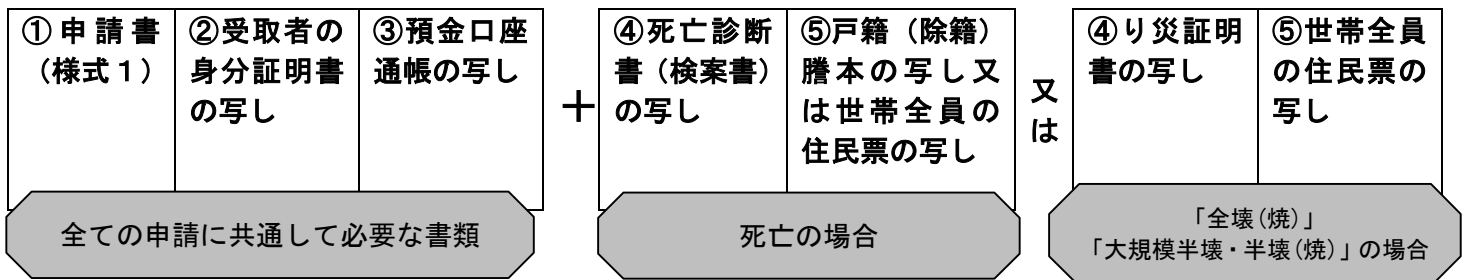 ①申請書
（様式１）
②受取者の
身分証明書
の写し
③預金口座
通帳の写し
全ての申請に共通して必要な書類
＋
④死亡診断
書（検案書）
の写し
⑤戸籍（除籍）
謄本の写し又
は世帯全員の
住民票の写し
死亡の場合
又は
④り災証明
書の写し
⑤世帯全員
の住民票の
写し
「全壊(焼)」
「大規模半壊・半壊(焼)」の場合